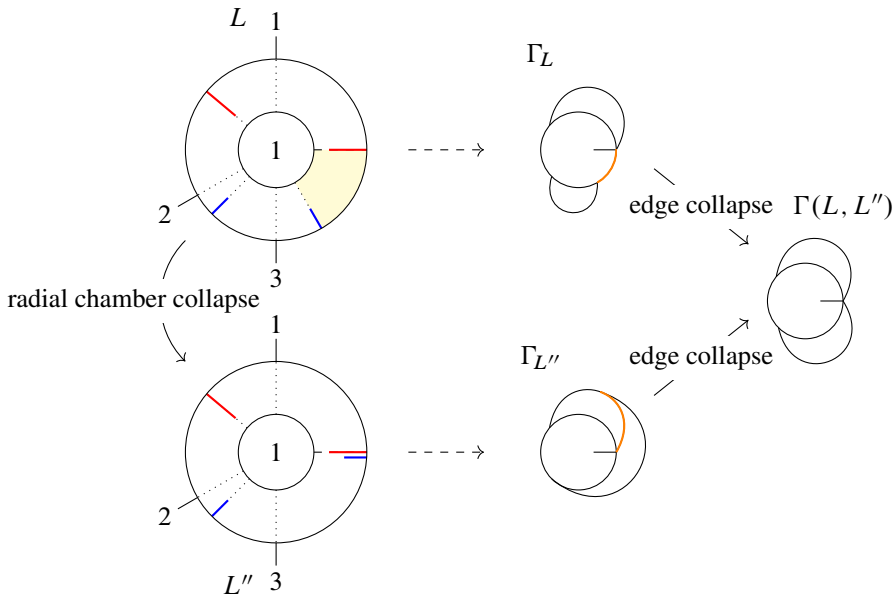 L
1
Γ_L
1
2
3
edge collapse
Γ(L, L′′)
radial chamber collapse
1
Γ_{L′′}
edge collapse
1
2
L′′
3